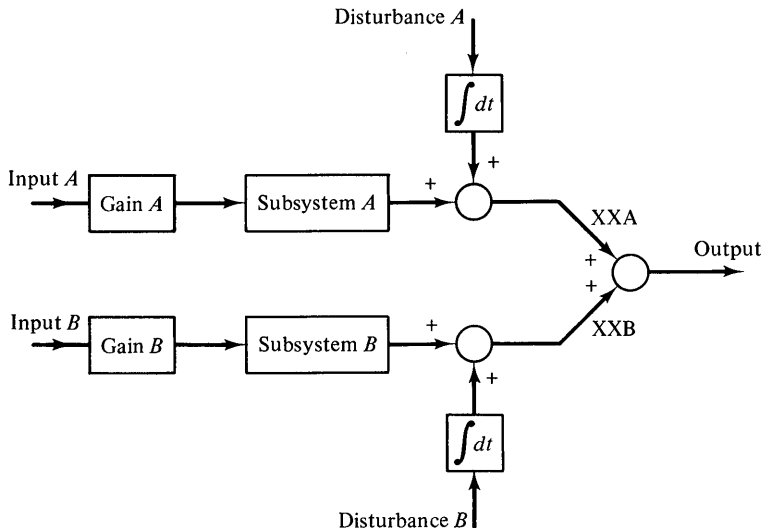 Disturbance A
∫ dt
+
+
Input A
Gain A
Subsystem A
XXA
+
Output
+
Input B
Gain B
Subsystem B
+
XXB
+
∫ dt
Disturbance B